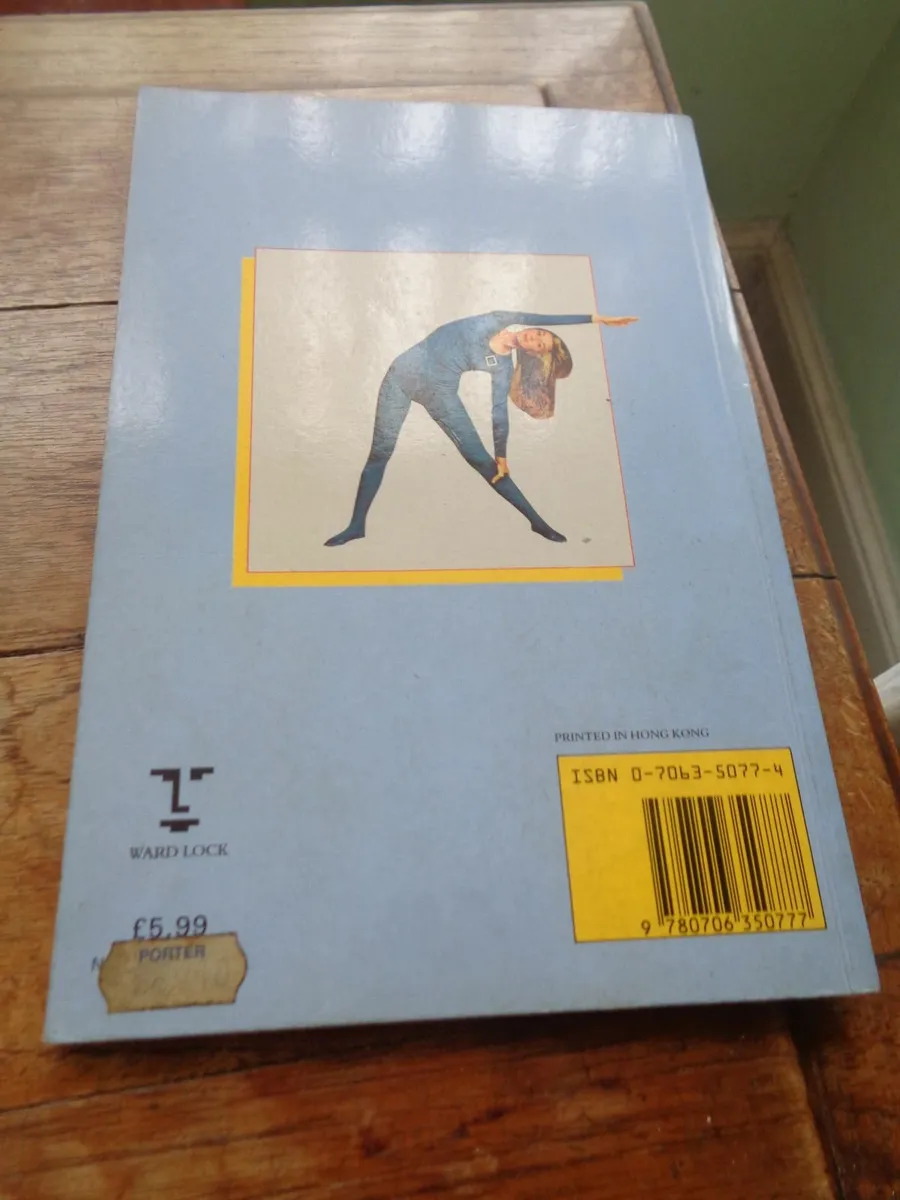 PRINTED IN HONG KONG
ISBN 0-7063-5077-4
9 780706 350777
WARD LOCK
£5.99
PORTER